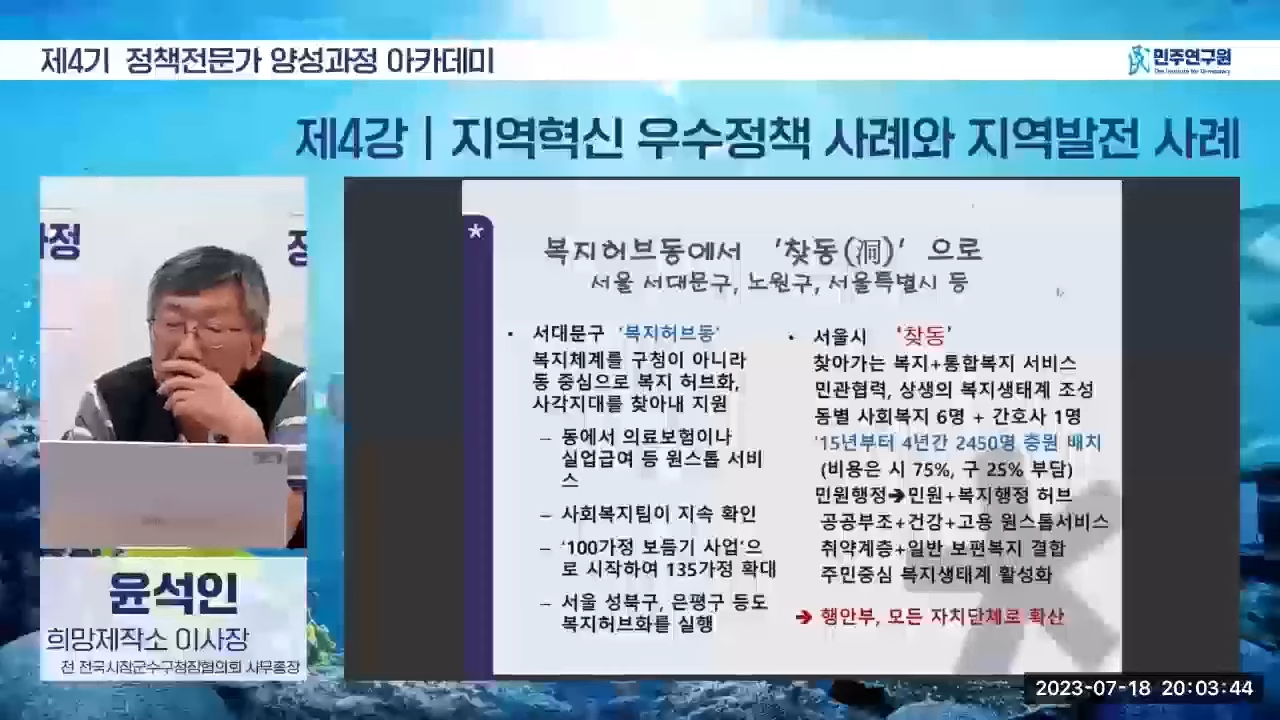 제4기 정책전문가 양성과정 아카데미
민주연구원
The Institute for Democracy
제4강 | 지역혁신 우수정책 사례와 지역발전 사례
*
복지허브동에서 '찾동(洞)' 으로
서울 서대문구, 노원구, 서울특별시 등
• 서대문구 '복지허브동'
복지체계를 구청이 아니라
동 중심으로 복지 허브화,
사각지대를 찾아내 지원
– 동에서 의료보험이나
실업급여 등 원스톱 서비
스
– 사회복지팀이 지속 확인
– '100가정 보듬기 사업'으
로 시작하여 135가정 확대
– 서울 성북구, 은평구 등도
복지허브화를 실행
• 서울시 '찾동'
찾아가는 복지+통합복지 서비스
민관협력, 상생의 복지생태계 조성
동별 사회복지 6명 + 간호사 1명
'15년부터 4년간 2450명 충원 배치
(비용은 시 75%, 구 25% 부담)
민원행정➔민원+복지행정 허브
공공부조+건강+고용 원스톱서비스
취약계층+일반 보편복지 결합
주민중심 복지생태계 활성화
➔ 행안부, 모든 자치단체로 확산
윤석인
희망제작소 이사장
전 전국시장군수구청장협의회 사무총장
2023-07-18 20:03:44